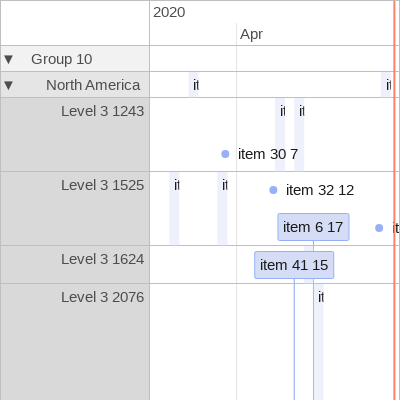 2020
Apr
▼ Group 10
▼ North America
it
it
Level 3 1243
it
it
item 30 7
Level 3 1525
it
it
item 32 12
item 6 17
it
Level 3 1624
item 41 15
Level 3 2076
it